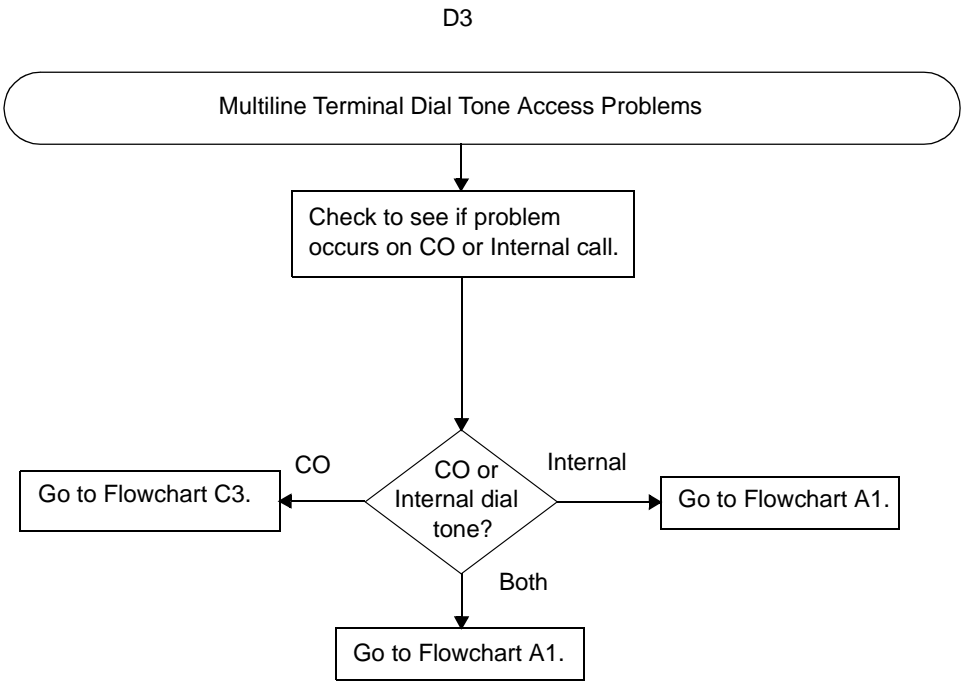 D3
Multiline Terminal Dial Tone Access Problems
Check to see if problem
occurs on CO or Internal call.
CO
CO or
Internal dial
tone?
Internal
Go to Flowchart C3.
Go to Flowchart A1.
Both
Go to Flowchart A1.